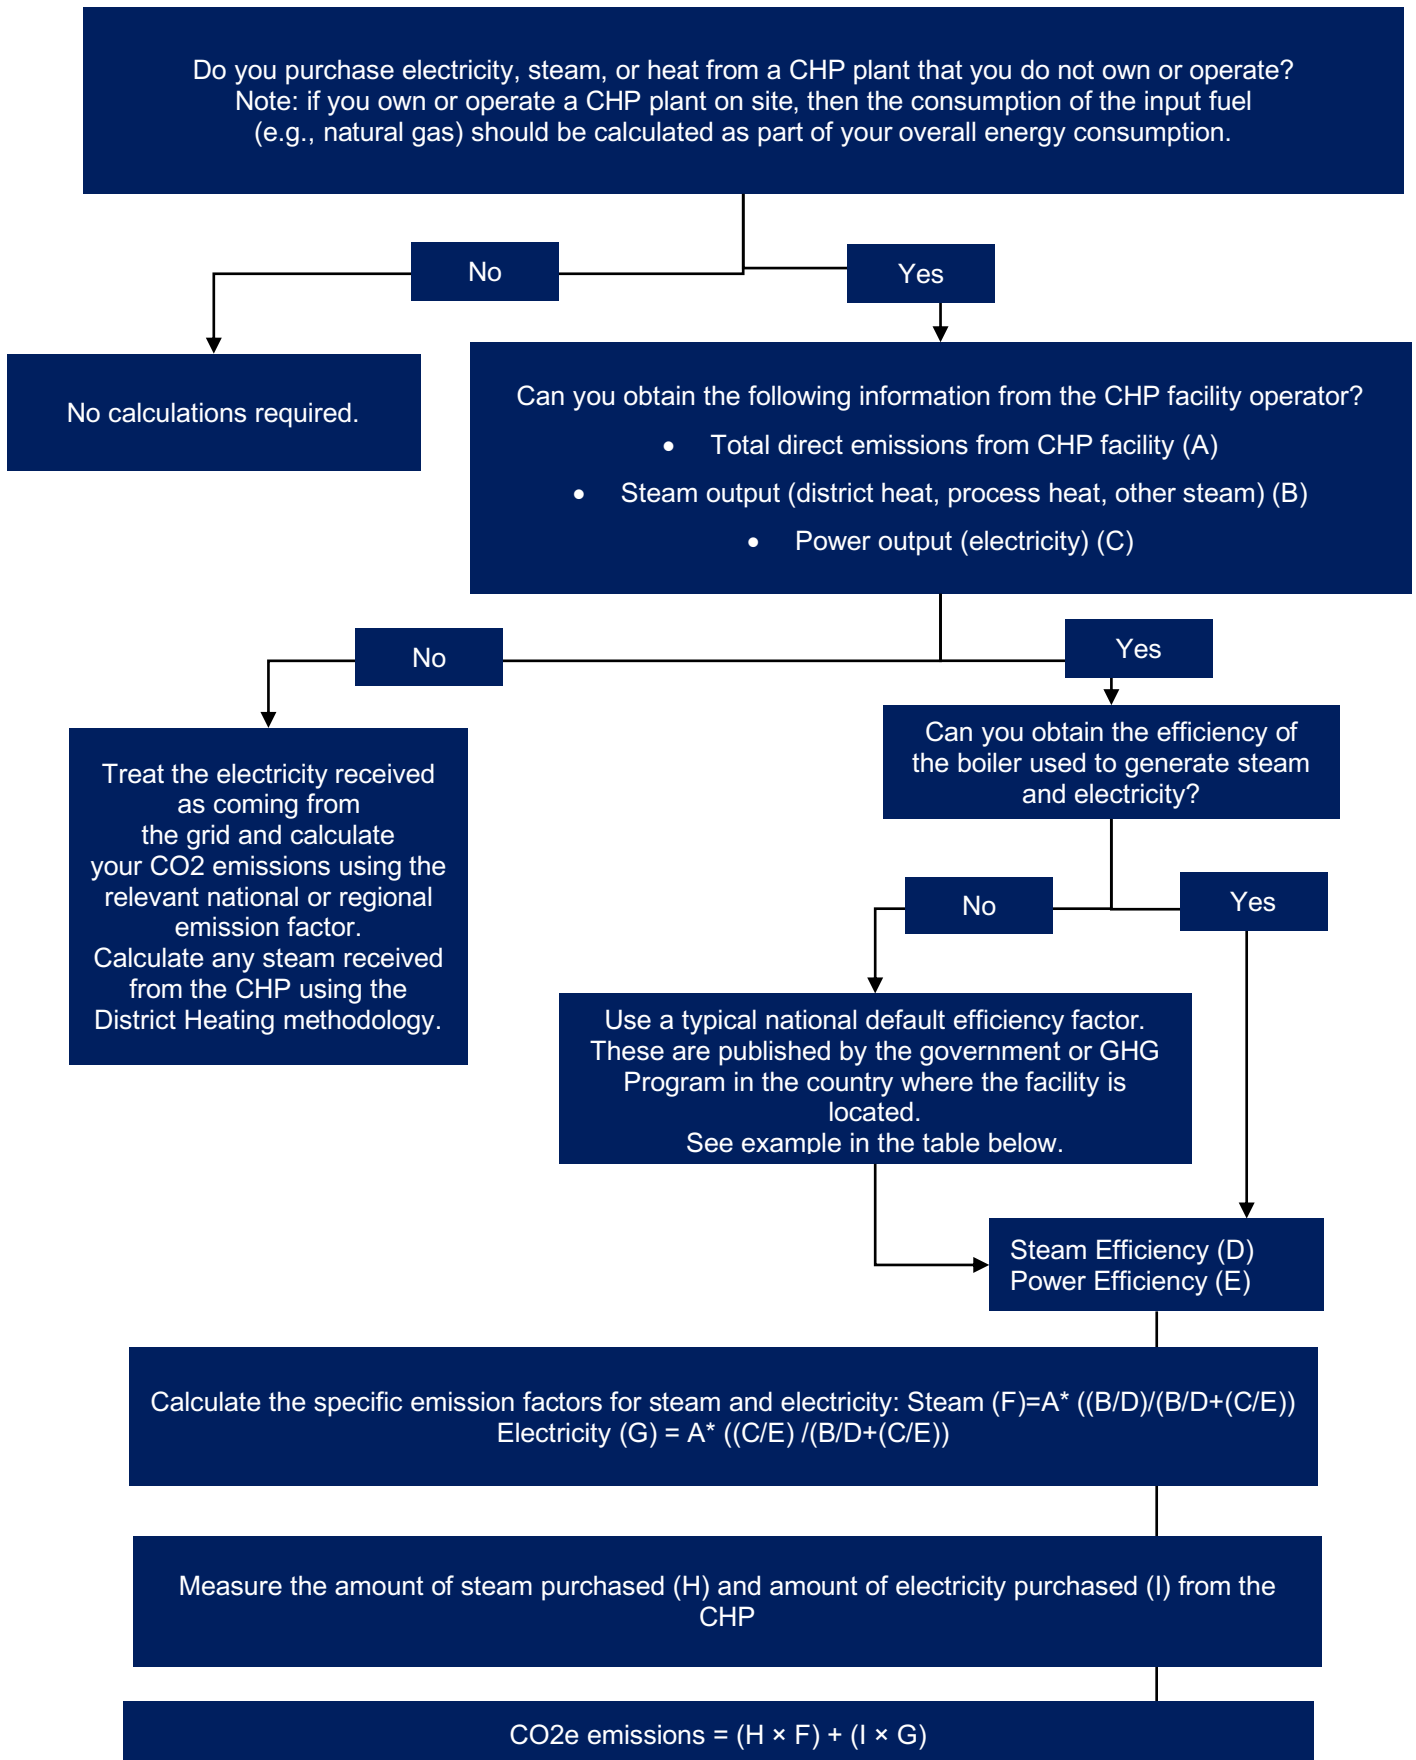 Do you purchase electricity, steam, or heat from a CHP plant that you do not own or operate?
Note: if you own or operate a CHP plant on site, then the consumption of the input fuel
(e.g., natural gas) should be calculated as part of your overall energy consumption.
No
Yes
No calculations required.
Can you obtain the following information from the CHP facility operator?
• Total direct emissions from CHP facility (A)
• Steam output (district heat, process heat, other steam) (B)
• Power output (electricity) (C)
No
Yes
Treat the electricity received
as coming from
the grid and calculate
your CO2 emissions using the
relevant national or regional
emission factor.
Calculate any steam received
from the CHP using the
District Heating methodology.
Can you obtain the efficiency of
the boiler used to generate steam
and electricity?
No
Yes
Use a typical national default efficiency factor.
These are published by the government or GHG
Program in the country where the facility is
located.
See example in the table below.
Steam Efficiency (D)
Power Efficiency (E)
Calculate the specific emission factors for steam and electricity: Steam (F)=A* ((B/D)/(B/D+(C/E))
Electricity (G) = A* ((C/E) /(B/D+(C/E))
Measure the amount of steam purchased (H) and amount of electricity purchased (I) from the
CHP
CO2e emissions = (H × F) + (I × G)